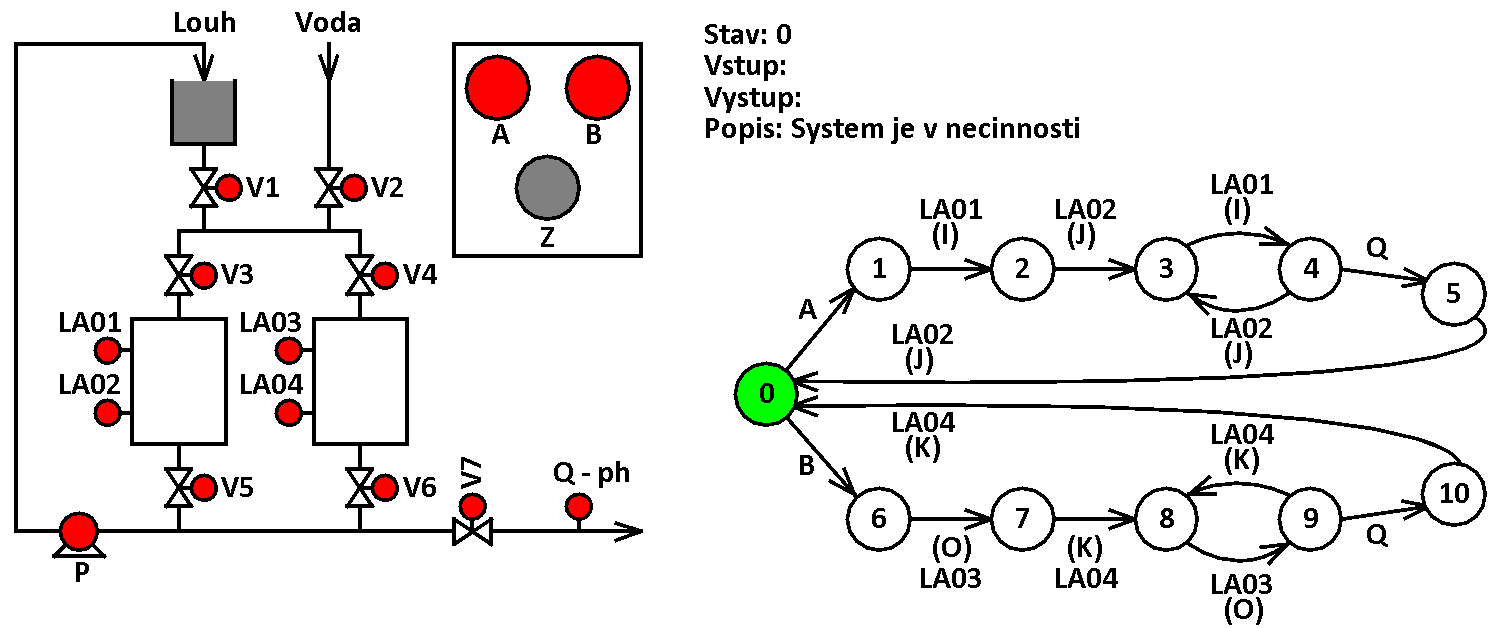 Louh
Voda
V1
V2
V3
V4
LA01
LA03
LA02
LA04
V5
V6
V7
Q - ph
P
A
B
Z
Stav: 0
Vstup:
Vystup:
Popis: System je v necinnosti
LA01
(I)
LA02
(J)
LA01
(I)
1
2
3
4
Q
5
A
LA02
(J)
LA02
(J)
0
LA04
(K)
LA04
(K)
B
6
7
8
9
10
Q
(O)
LA03
(K)
LA04
LA03
(O)